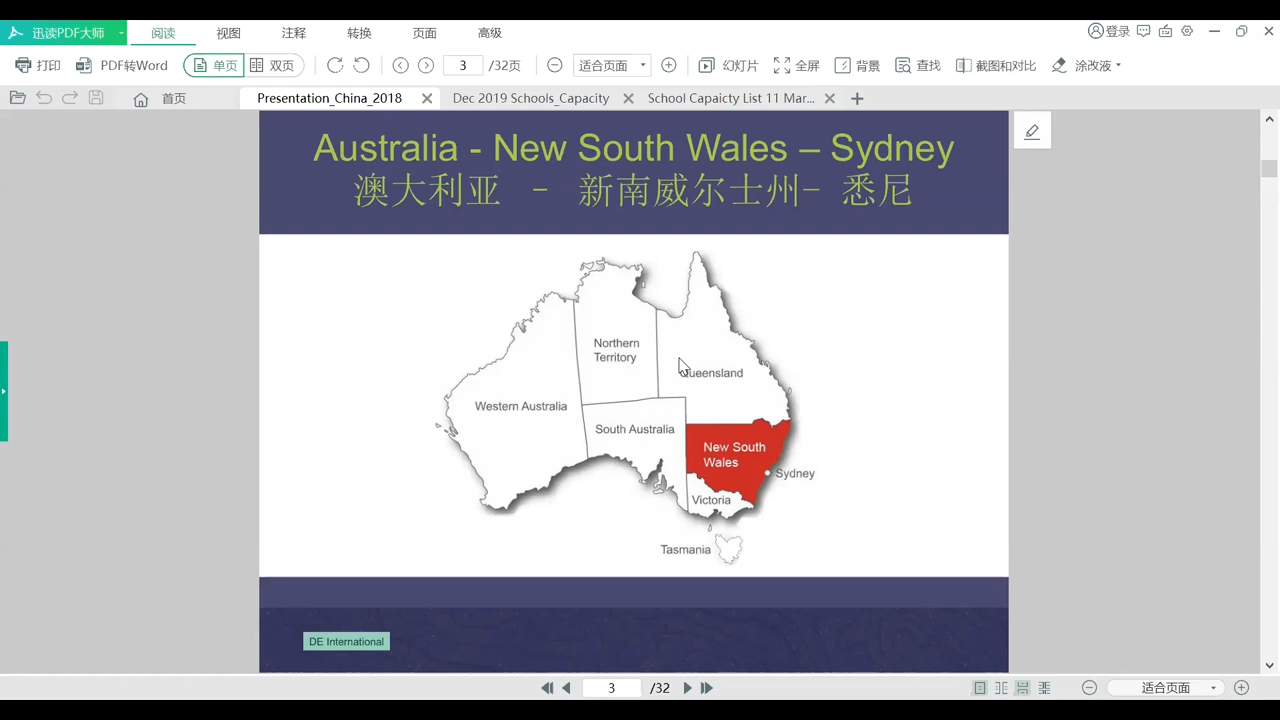 迅读PDF大师
阅读
视图
注释
转换
页面
高级
登录
打印
PDF转Word
单页
双页
3 /32页
适合页面
幻灯片
全屏
背景
查找
截图和对比
涂改液
首页
Presentation_China_2018
Dec 2019 Schools_Capacity
School Capaicty List 11 Mar...
Australia - New South Wales – Sydney
澳大利亚 - 新南威尔士州- 悉尼
Northern
Territory
Queensland
Western Australia
South Australia
New South
Wales
Sydney
Victoria
Tasmania
DE International
3 /32
适合页面